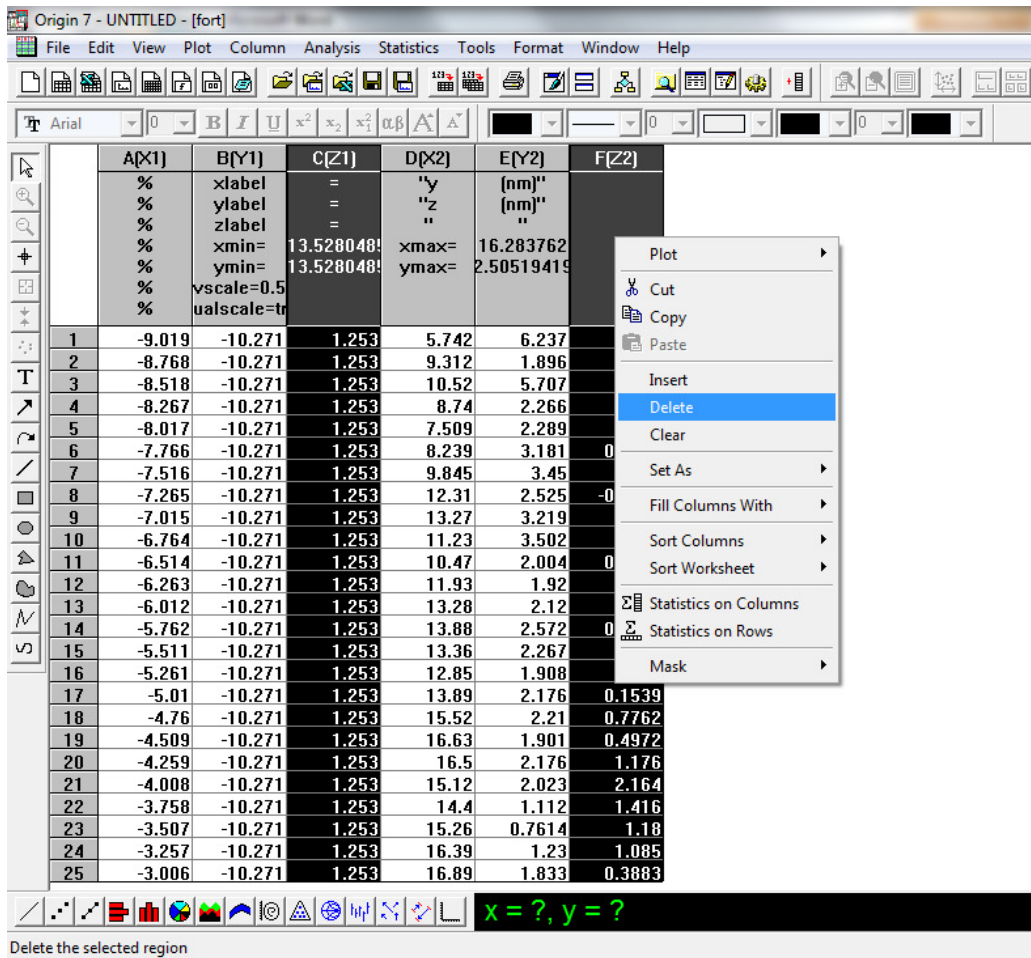 Origin 7 - UNTITLED - [fort]
File Edit View Plot Column Analysis Statistics Tools Format Window Help
Arial 0 B I U x² x₂ x²₁ αβ A A 0 0
A(X1) B(Y1) C(Z1) D(X2) E(Y2) F(Z2)
% xlabel = "y (nm)"
% ylabel = "z (nm)"
% zlabel = " "
% xmin= 13.5280485 xmax= 16.283762
% ymin= 13.5280485 ymax= 2.50519419
% vscale=0.5
% ualscale=tr
1 -9.019 -10.271 1.253 5.742 6.237
2 -8.768 -10.271 1.253 9.312 1.896
3 -8.518 -10.271 1.253 10.52 5.707
4 -8.267 -10.271 1.253 8.74 2.266
5 -8.017 -10.271 1.253 7.509 2.289
6 -7.766 -10.271 1.253 8.239 3.181 0
7 -7.516 -10.271 1.253 9.845 3.45
8 -7.265 -10.271 1.253 12.31 2.525 -0
9 -7.015 -10.271 1.253 13.27 3.219
10 -6.764 -10.271 1.253 11.23 3.502
11 -6.514 -10.271 1.253 10.47 2.004 0
12 -6.263 -10.271 1.253 11.93 1.92
13 -6.012 -10.271 1.253 13.28 2.12
14 -5.762 -10.271 1.253 13.88 2.572 0
15 -5.511 -10.271 1.253 13.36 2.267
16 -5.261 -10.271 1.253 12.85 1.908
17 -5.01 -10.271 1.253 13.89 2.176 0.1539
18 -4.76 -10.271 1.253 15.52 2.21 0.7762
19 -4.509 -10.271 1.253 16.63 1.901 0.4972
20 -4.259 -10.271 1.253 16.5 2.176 1.176
21 -4.008 -10.271 1.253 15.12 2.023 2.164
22 -3.758 -10.271 1.253 14.4 1.112 1.416
23 -3.507 -10.271 1.253 15.26 0.7614 1.18
24 -3.257 -10.271 1.253 16.39 1.23 1.085
25 -3.006 -10.271 1.253 16.89 1.833 0.3883
Plot
Cut
Copy
Paste
Insert
Delete
Clear
Set As
Fill Columns With
Sort Columns
Sort Worksheet
Statistics on Columns
Statistics on Rows
Mask
x = ?, y = ?
Delete the selected region